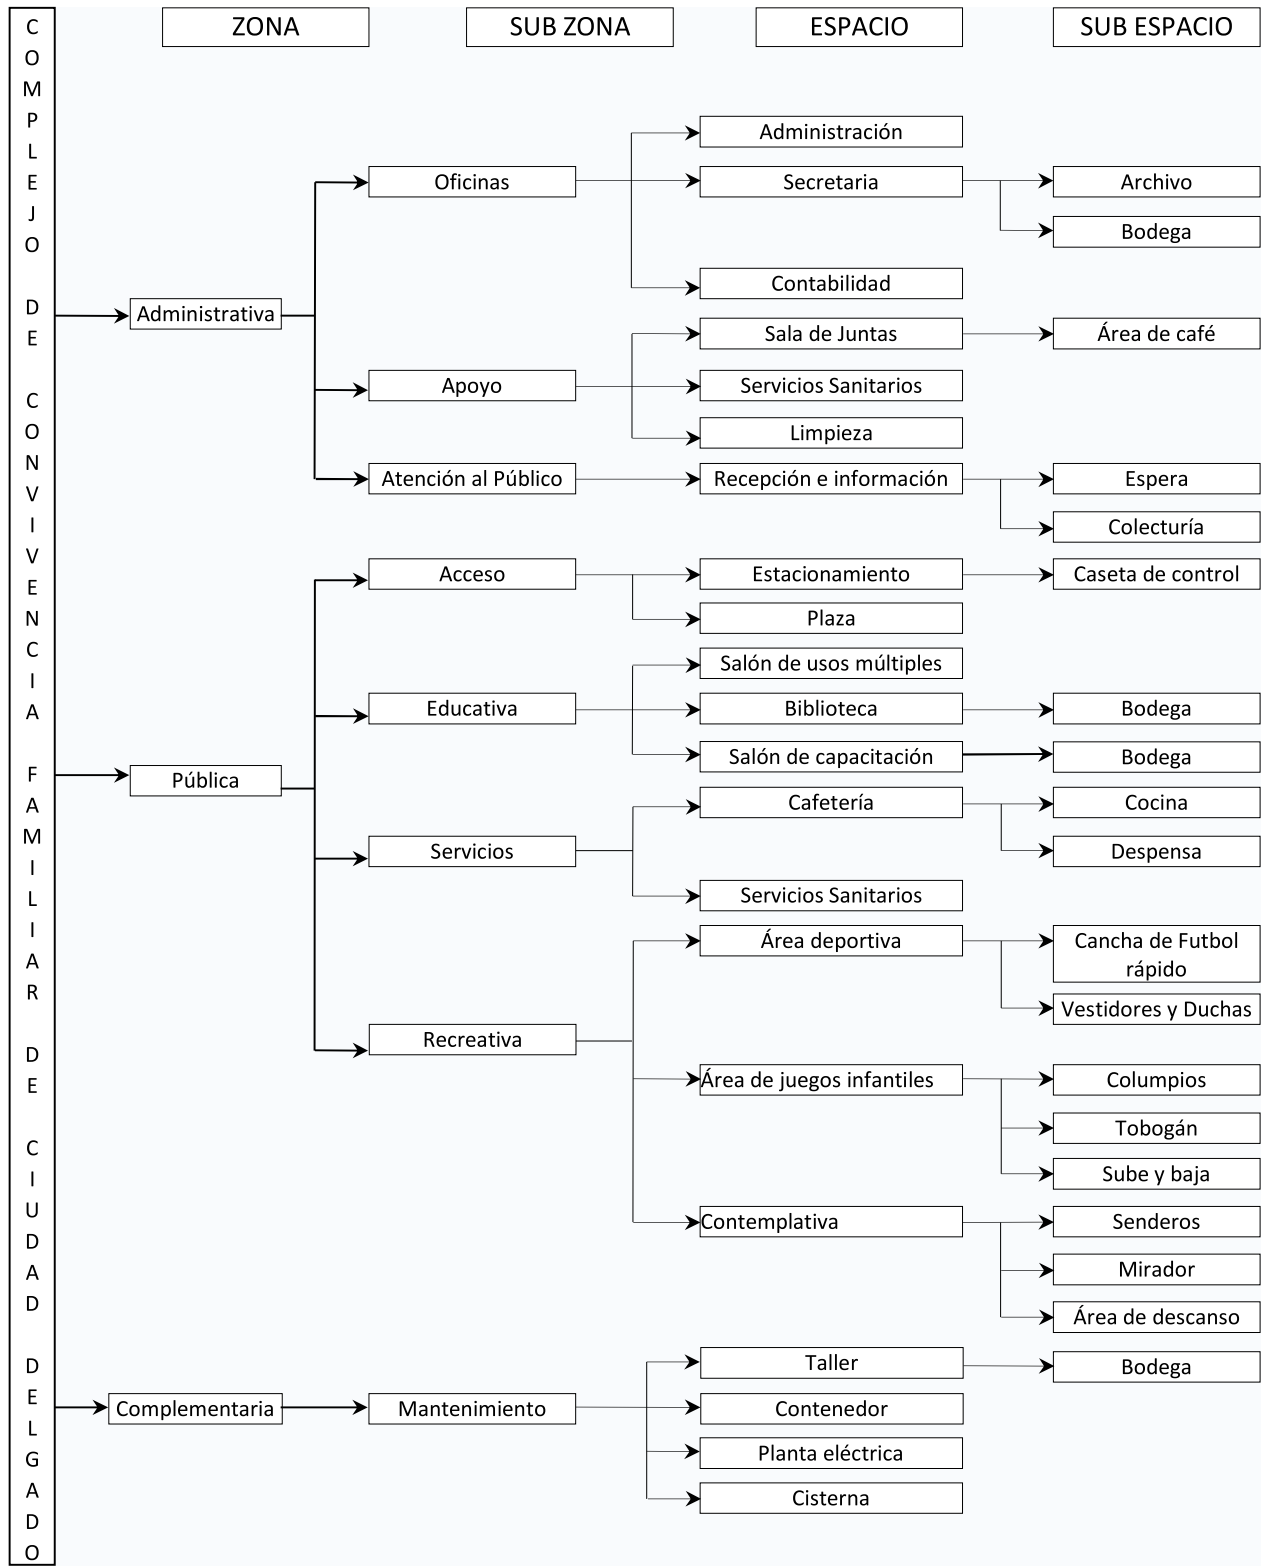 COMPLEJO DE CONVIVENCIA FAMILIAR DE CIUDAD DELGADO
ZONA
SUB ZONA
ESPACIO
SUB ESPACIO
Administración
Oficinas
Secretaria
Archivo
Bodega
Contabilidad
Administrativa
Sala de Juntas
Área de café
Apoyo
Servicios Sanitarios
Limpieza
Atención al Público
Recepción e información
Espera
Colecturía
Acceso
Estacionamiento
Caseta de control
Plaza
Salón de usos múltiples
Educativa
Biblioteca
Bodega
Salón de capacitación
Bodega
Pública
Cafetería
Cocina
Servicios
Despensa
Servicios Sanitarios
Área deportiva
Cancha de Futbol
rápido
Vestidores y Duchas
Recreativa
Área de juegos infantiles
Columpios
Tobogán
Sube y baja
Contemplativa
Senderos
Mirador
Área de descanso
Taller
Bodega
Complementaria
Mantenimiento
Contenedor
Planta eléctrica
Cisterna